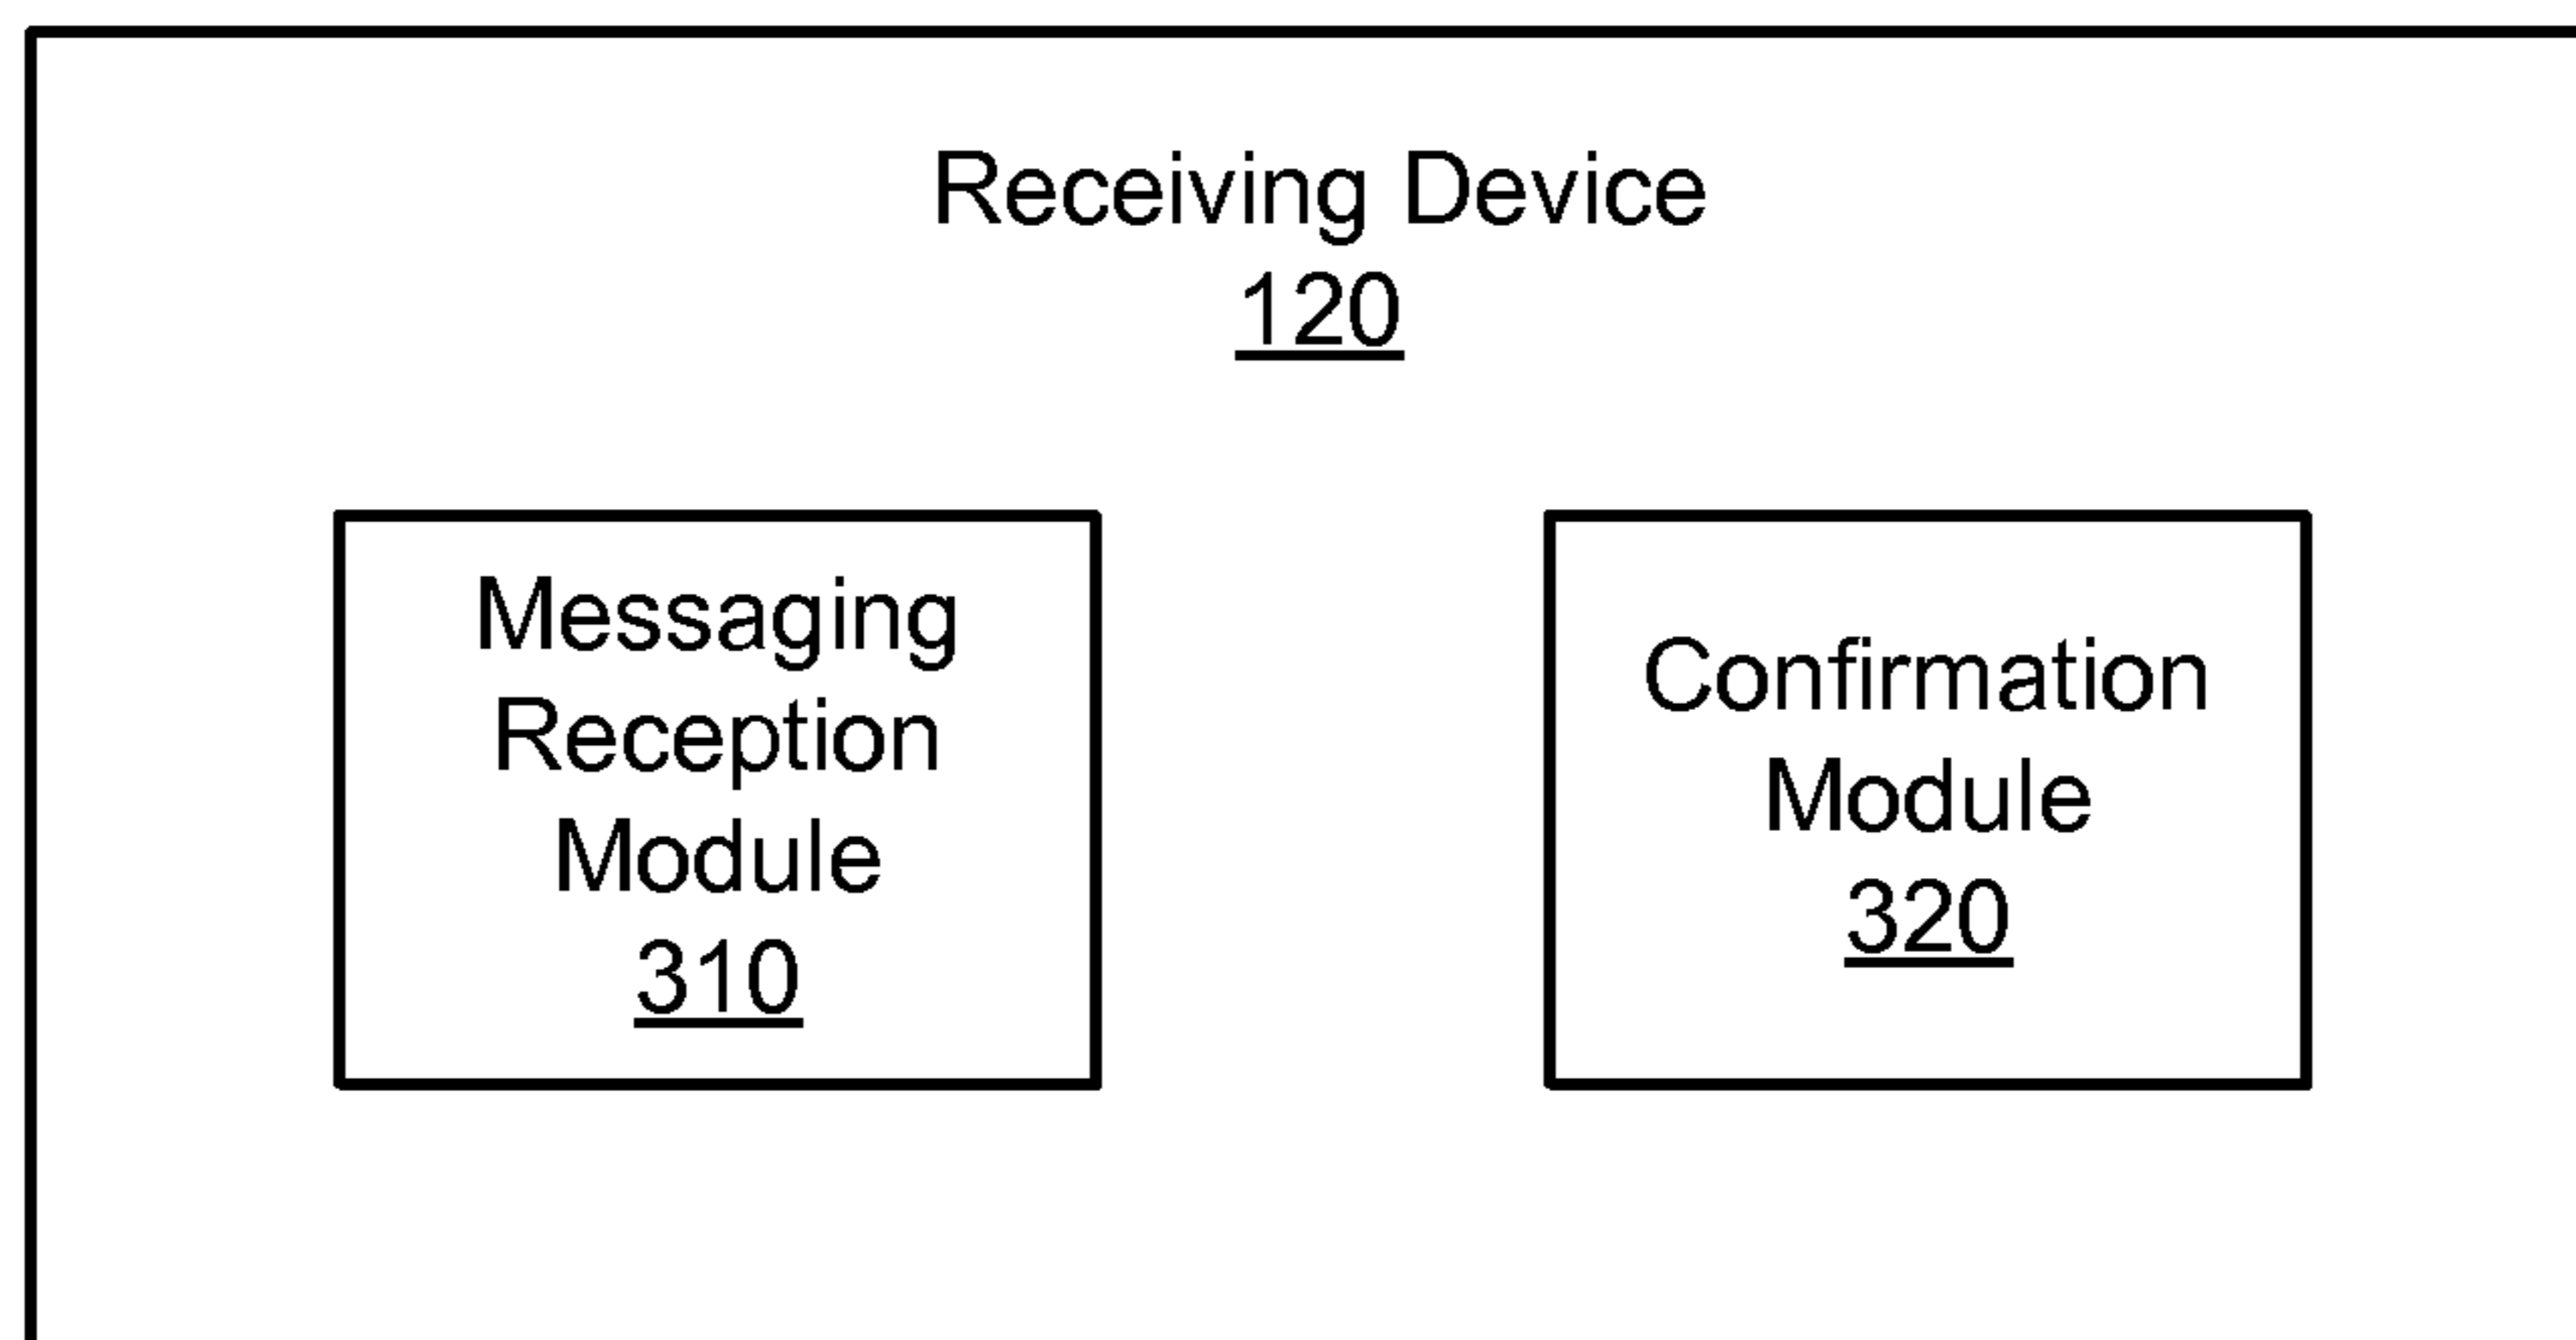 Receiving Device
120
Messaging
Reception
Module
310
Confirmation
Module
320